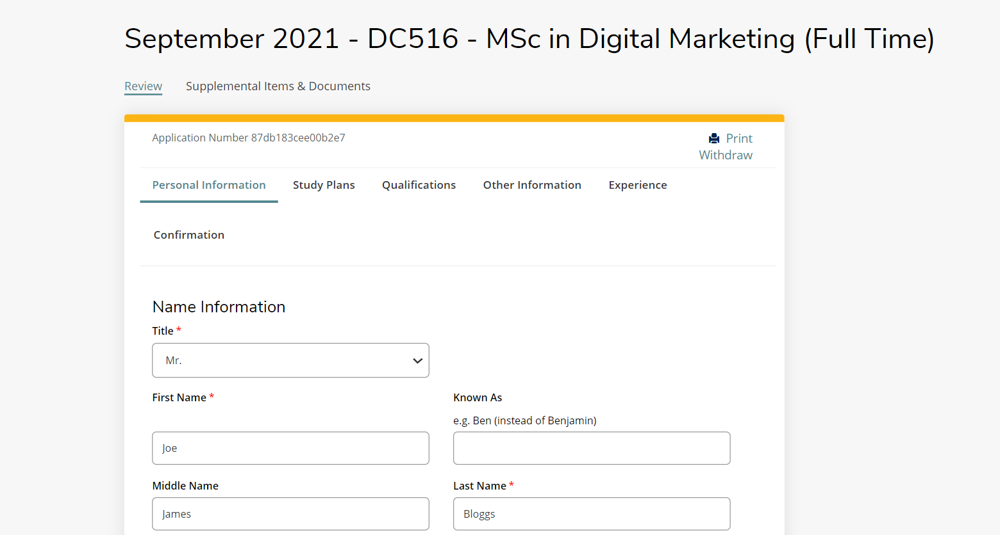 September 2021 - DC516 - MSc in Digital Marketing (Full Time)
Review Supplemental Items & Documents
Application Number 87db183cee00b2e7 Print
Withdraw
Personal Information Study Plans Qualifications Other Information Experience
Confirmation
Name Information
Title *
Mr.
First Name * Known As
e.g. Ben (instead of Benjamin)
Joe
Middle Name Last Name *
James Bloggs